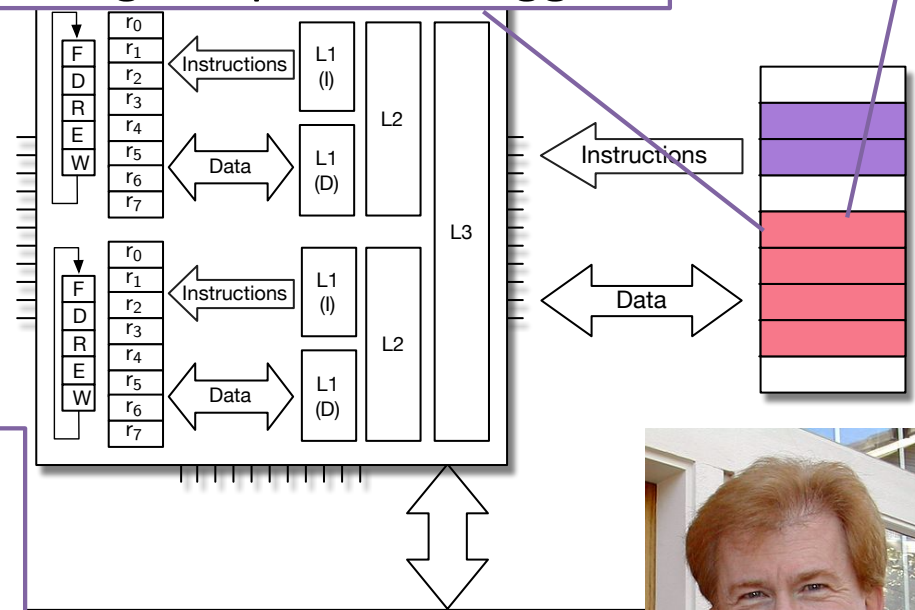 r0
r1
r2
r3
r4
r5
r6
r7
F
D
R
E
W
Instructions
Data
L1
(I)
L1
(D)
L2
L3
Instructions
Data
r0
r1
r2
r3
r4
r5
r6
r7
F
D
R
E
W
Instructions
Data
L1
(I)
L1
(D)
L2